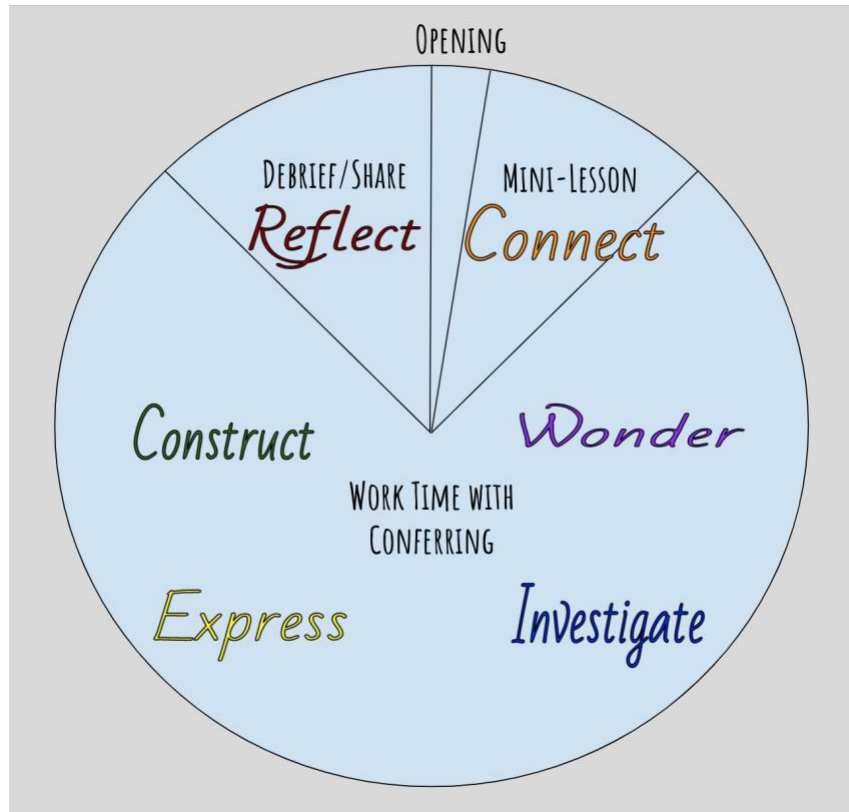 OPENING
DEBRIEF/SHARE
Reflect
MINI-LESSON
Connect
Construct
Wonder
WORK TIME WITH
CONFERRING
Express
Investigate